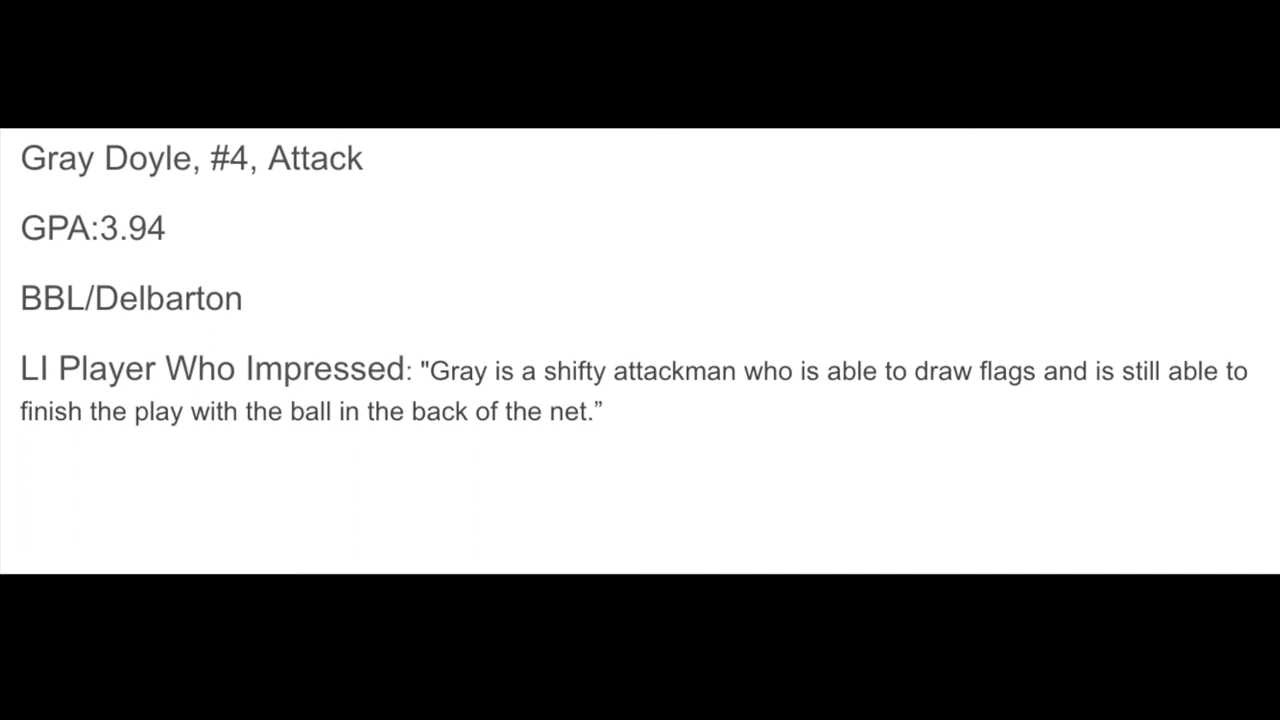 Gray Doyle, #4, Attack
GPA:3.94
BBL/Delbarton
LI Player Who Impressed: "Gray is a shifty attackman who is able to draw flags and is still able to
finish the play with the ball in the back of the net.”